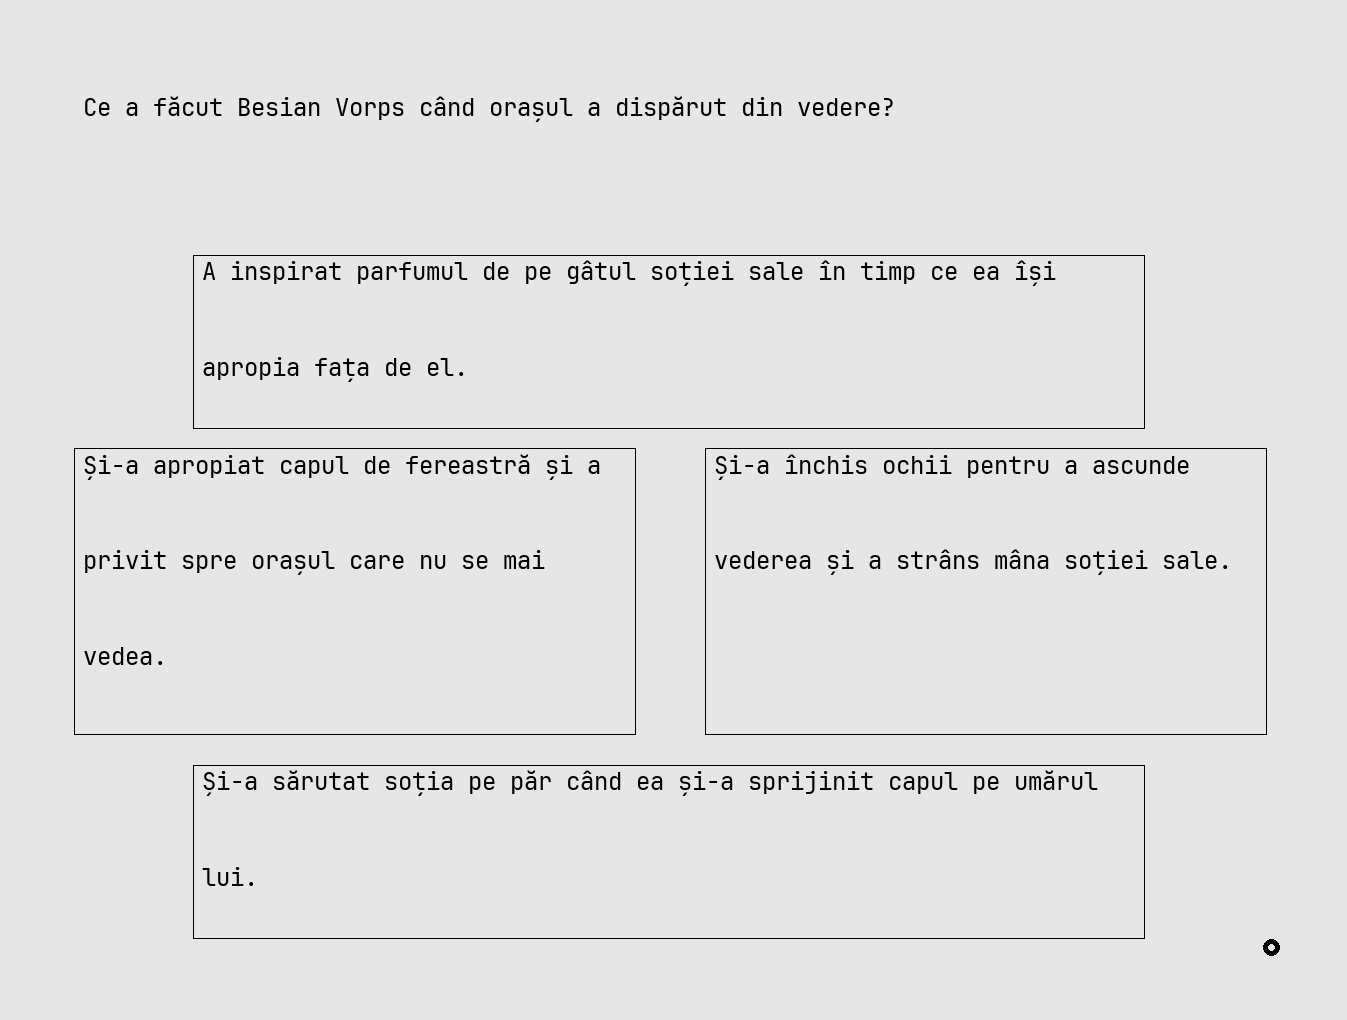 Ce a făcut Besian Vorps când orașul a dispărut din vedere?
A inspirat parfumul de pe gâtul soției sale în timp ce ea își
apropia fața de el.
Și-a apropiat capul de fereastră și a
privit spre orașul care nu se mai
vedea.
Și-a închis ochii pentru a ascunde
vederea și a strâns mâna soției sale.
Și-a sărutat soția pe păr când ea și-a sprijinit capul pe umărul
lui.